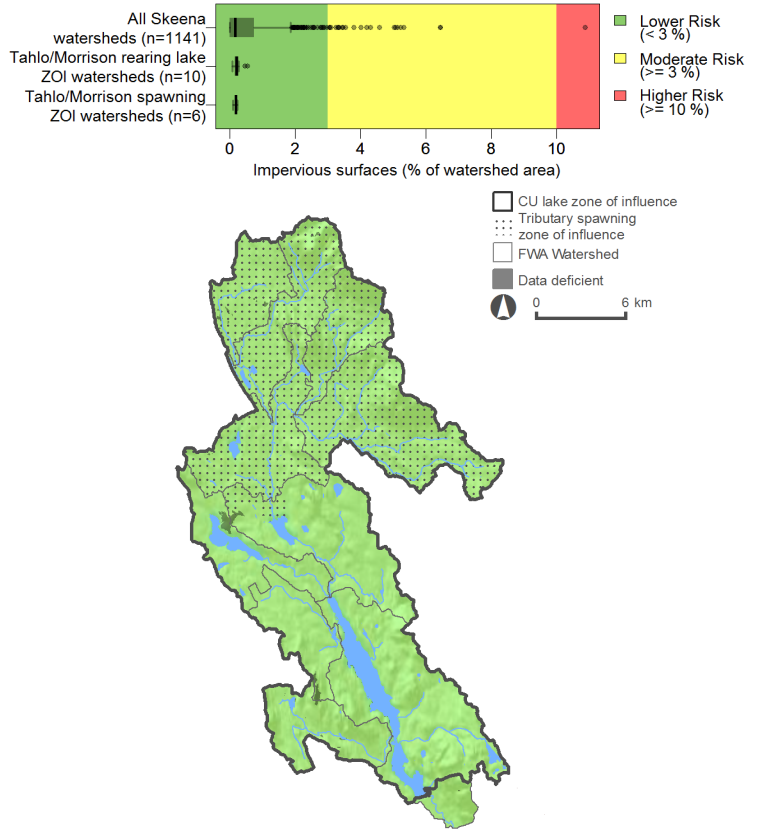 All Skeena
watersheds (n=1141)
Tahlo/Morrison rearing lake
ZOI watersheds (n=10)
Tahlo/Morrison spawning
ZOI watersheds (n=6)
Lower Risk
(< 3 %)
Moderate Risk
(>= 3 %)
Higher Risk
(>= 10 %)
0 2 4 6 8 10
Impervious surfaces (% of watershed area)
CU lake zone of influence
Tributary spawning
zone of influence
FWA Watershed
Data deficient
0 6 km